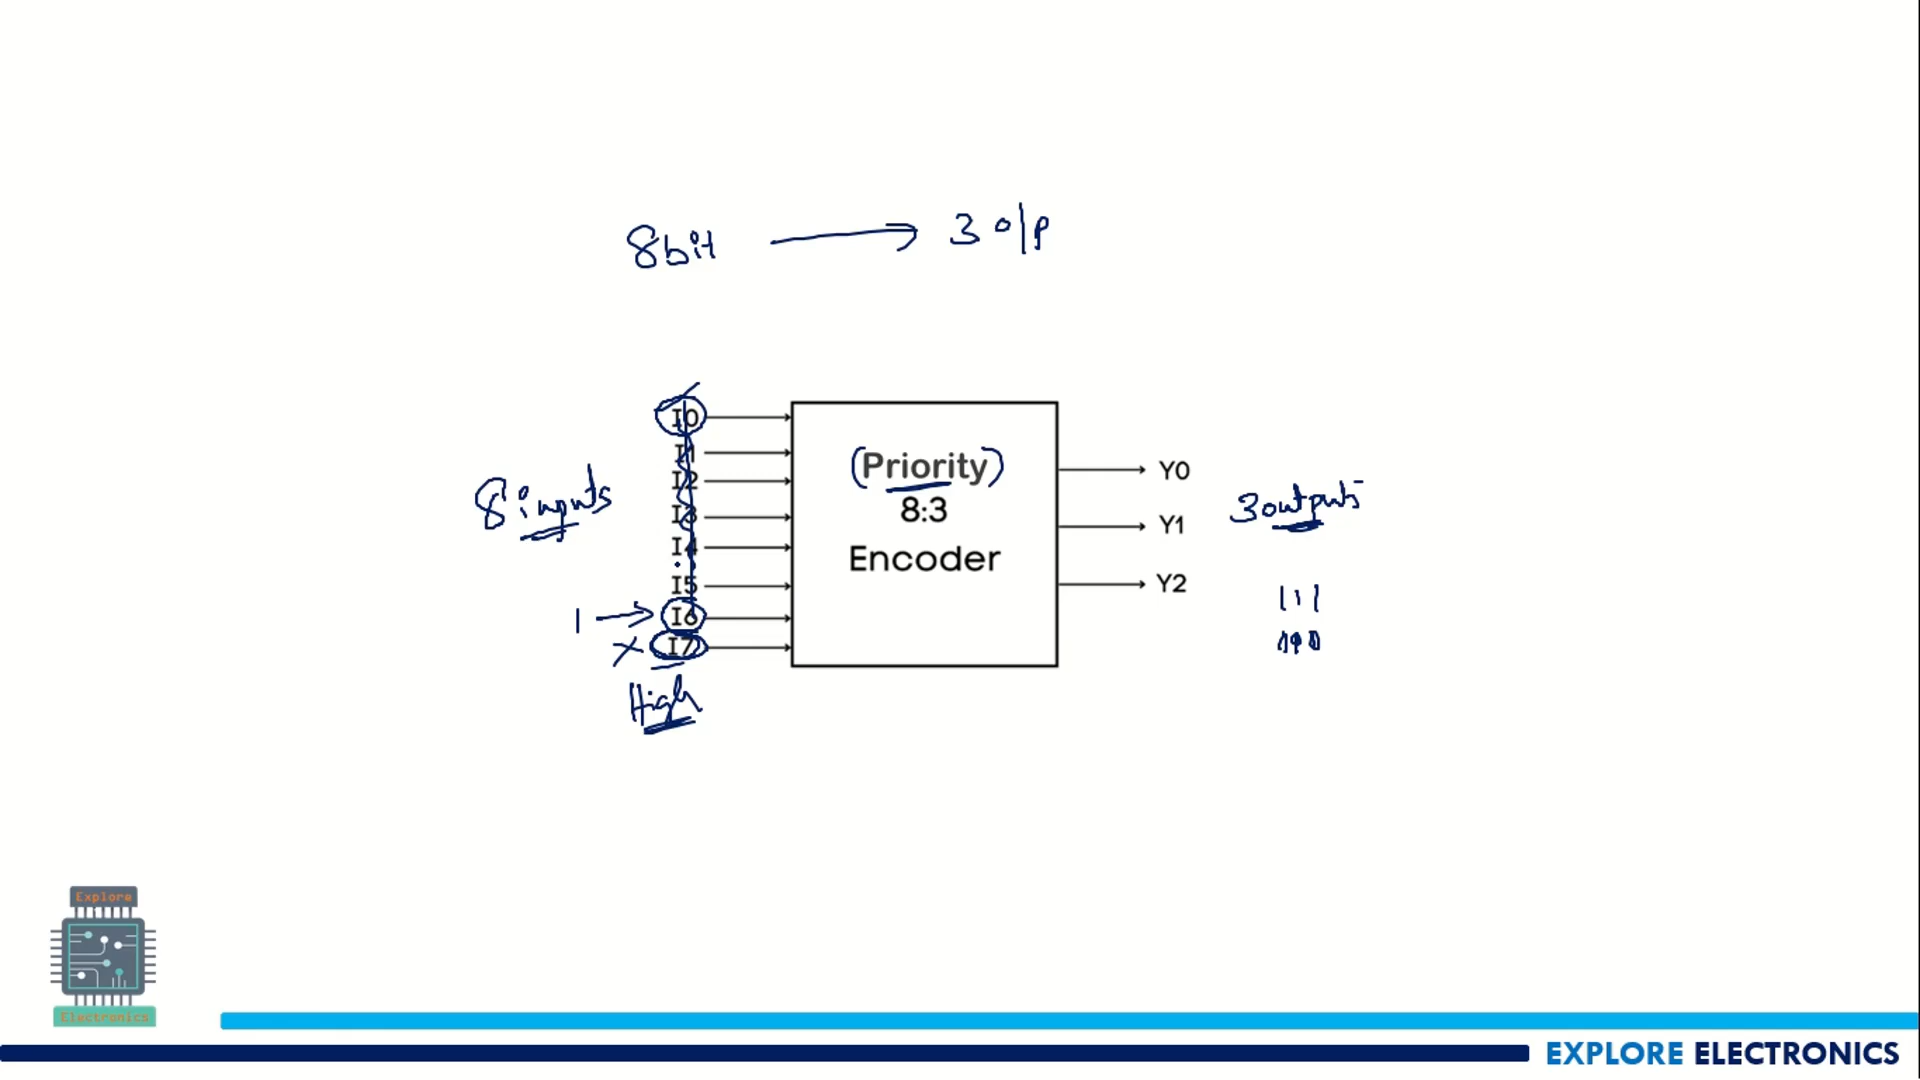 8bit → 3 o/p
I0
I1
I2
I3
I4
I5
I6
I7
8 inputs
1 →
X
High
(Priority)
8:3
Encoder
Y0
Y1
Y2
3 outputs
111
Explore
Electronics
EXPLORE ELECTRONICS